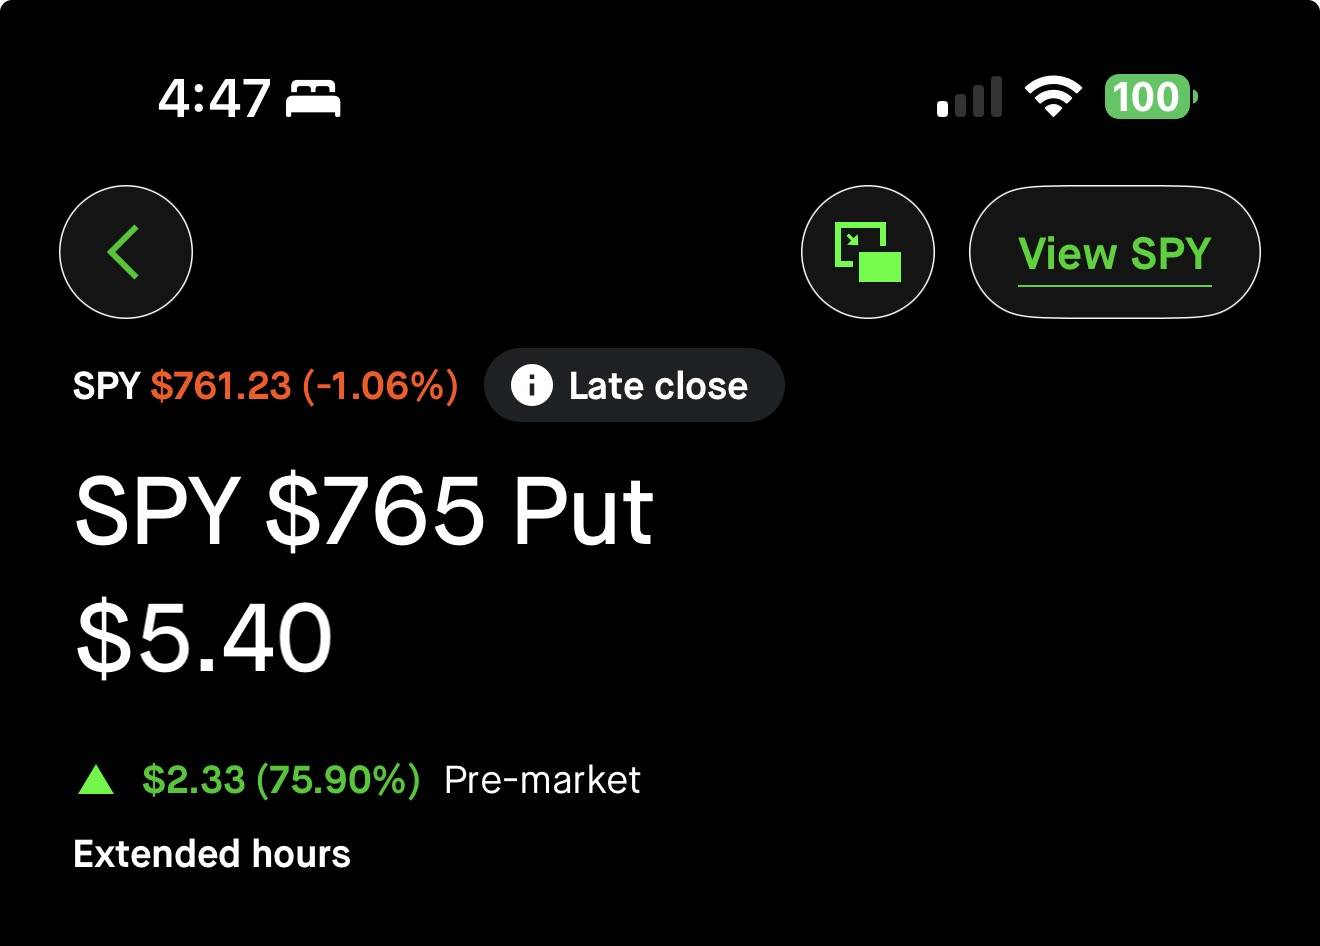 4:47
100
View SPY
SPY $761.23 (-1.06%) Late close
SPY $765 Put
$5.40
▲ $2.33 (75.90%) Pre-market
Extended hours